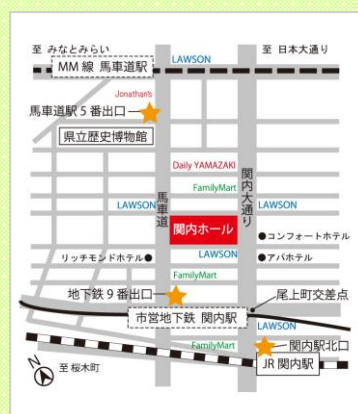 至 みなとみらい
至 日本大通り
LAWSON
MM線 馬車道駅
Jonathan's
馬車道駅5番出口
県立歴史博物館
Daily YAMAZAKI
FamilyMart
馬車道
関内大通り
LAWSON
LAWSON
関内ホール
●コンフォートホテル
リッチモンドホテル●
LAWSON
●アパホテル
FamilyMart
地下鉄9番出口
尾上町交差点
市営地下鉄 関内駅
LAWSON
FamilyMart
関内駅北口
N
至 桜木町
JR 関内駅